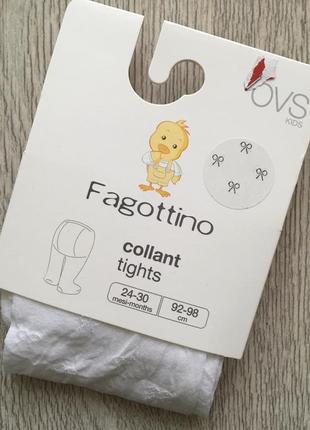 OVS
KIDS
Fagottino
collant
tights
24-30
mesi-months
92-98
cm